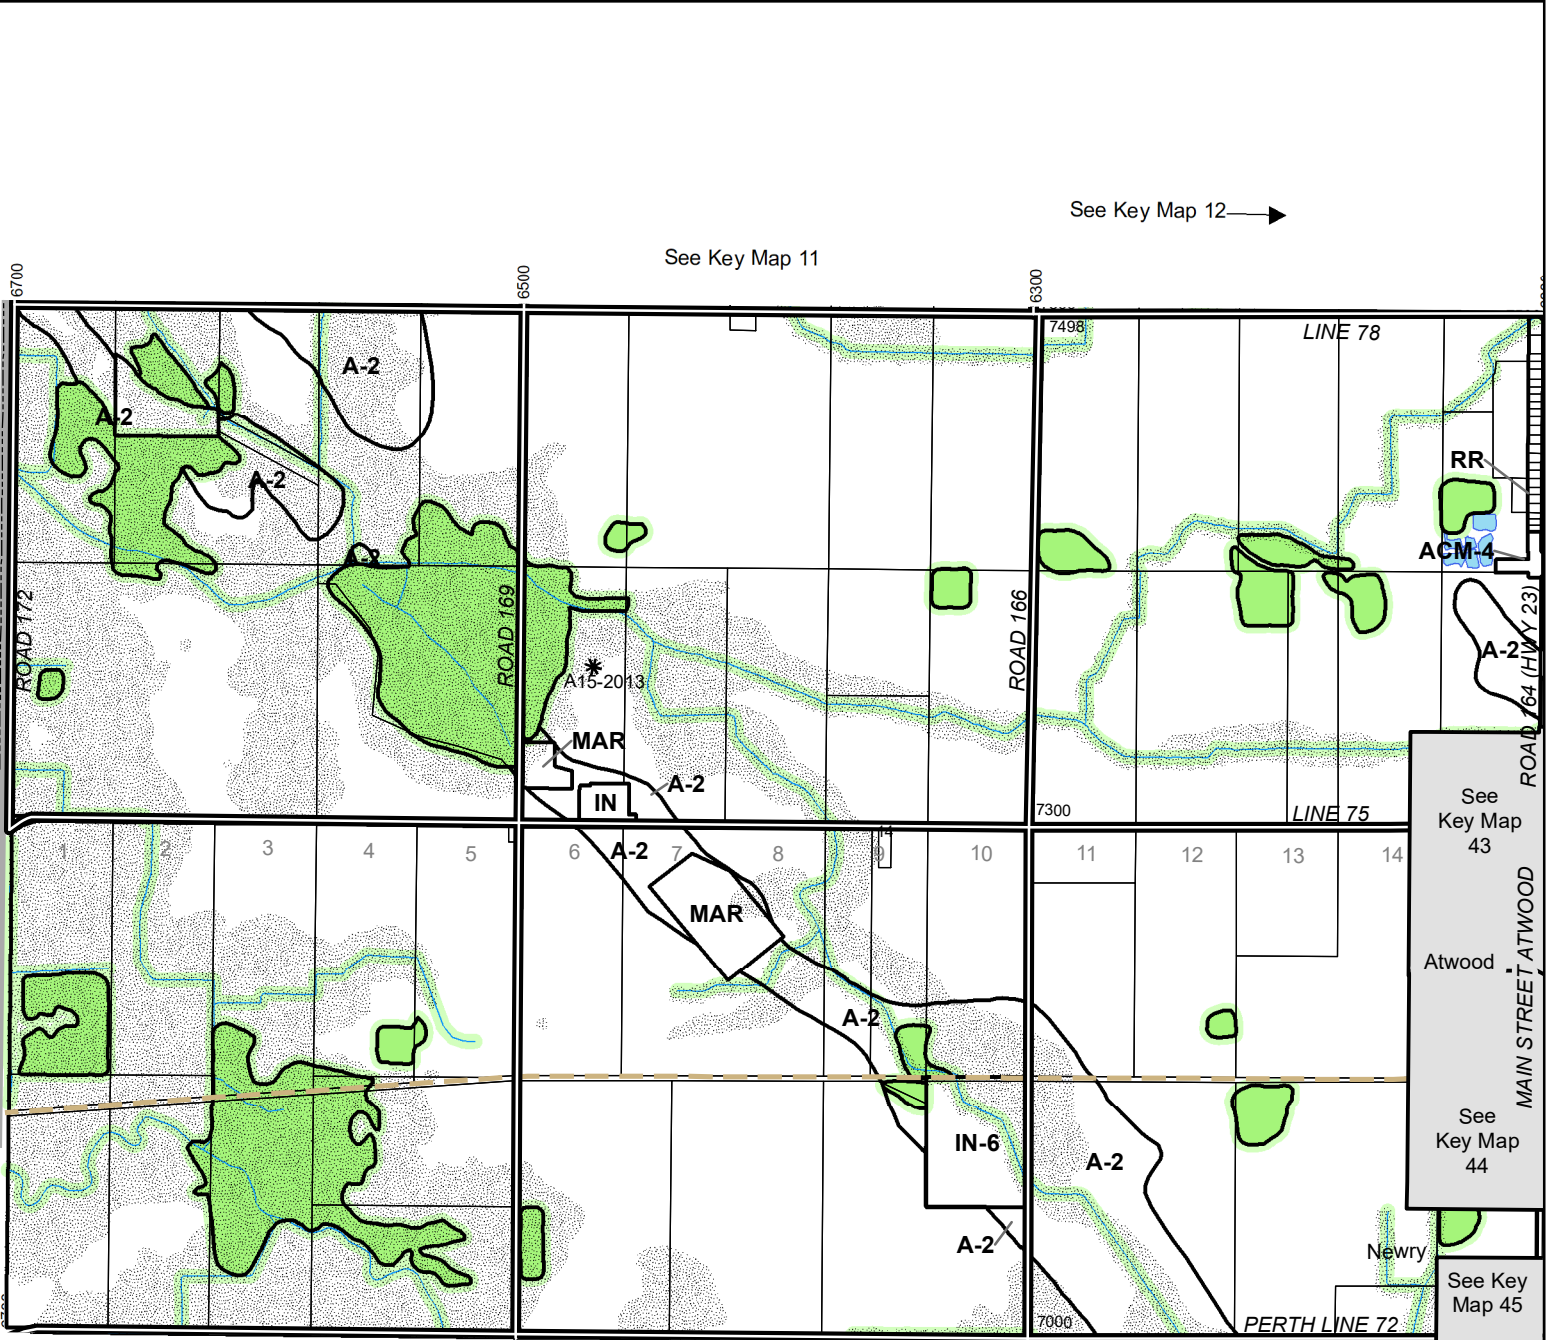 See Key Map 12
See Key Map 11
6700
6500
6300
7498
LINE 78
A-2
A-2
A-2
RR
A-2
ACM-4
ROAD 172
ROAD 169
ROAD 166
ROAD 164 (HWY 23)
A-2
A15-2013
MAR
A-2
IN
7300
LINE 75
See
Key Map
43
1
2
3
4
5
6
A-2
7
8
9
14
10
11
12
13
14
MAR
Atwood
MAIN STREET ATWOOD
A-2
IN-6
A-2
See
Key Map
44
A-2
Newry
See Key
Map 45
7000
PERTH LINE 72